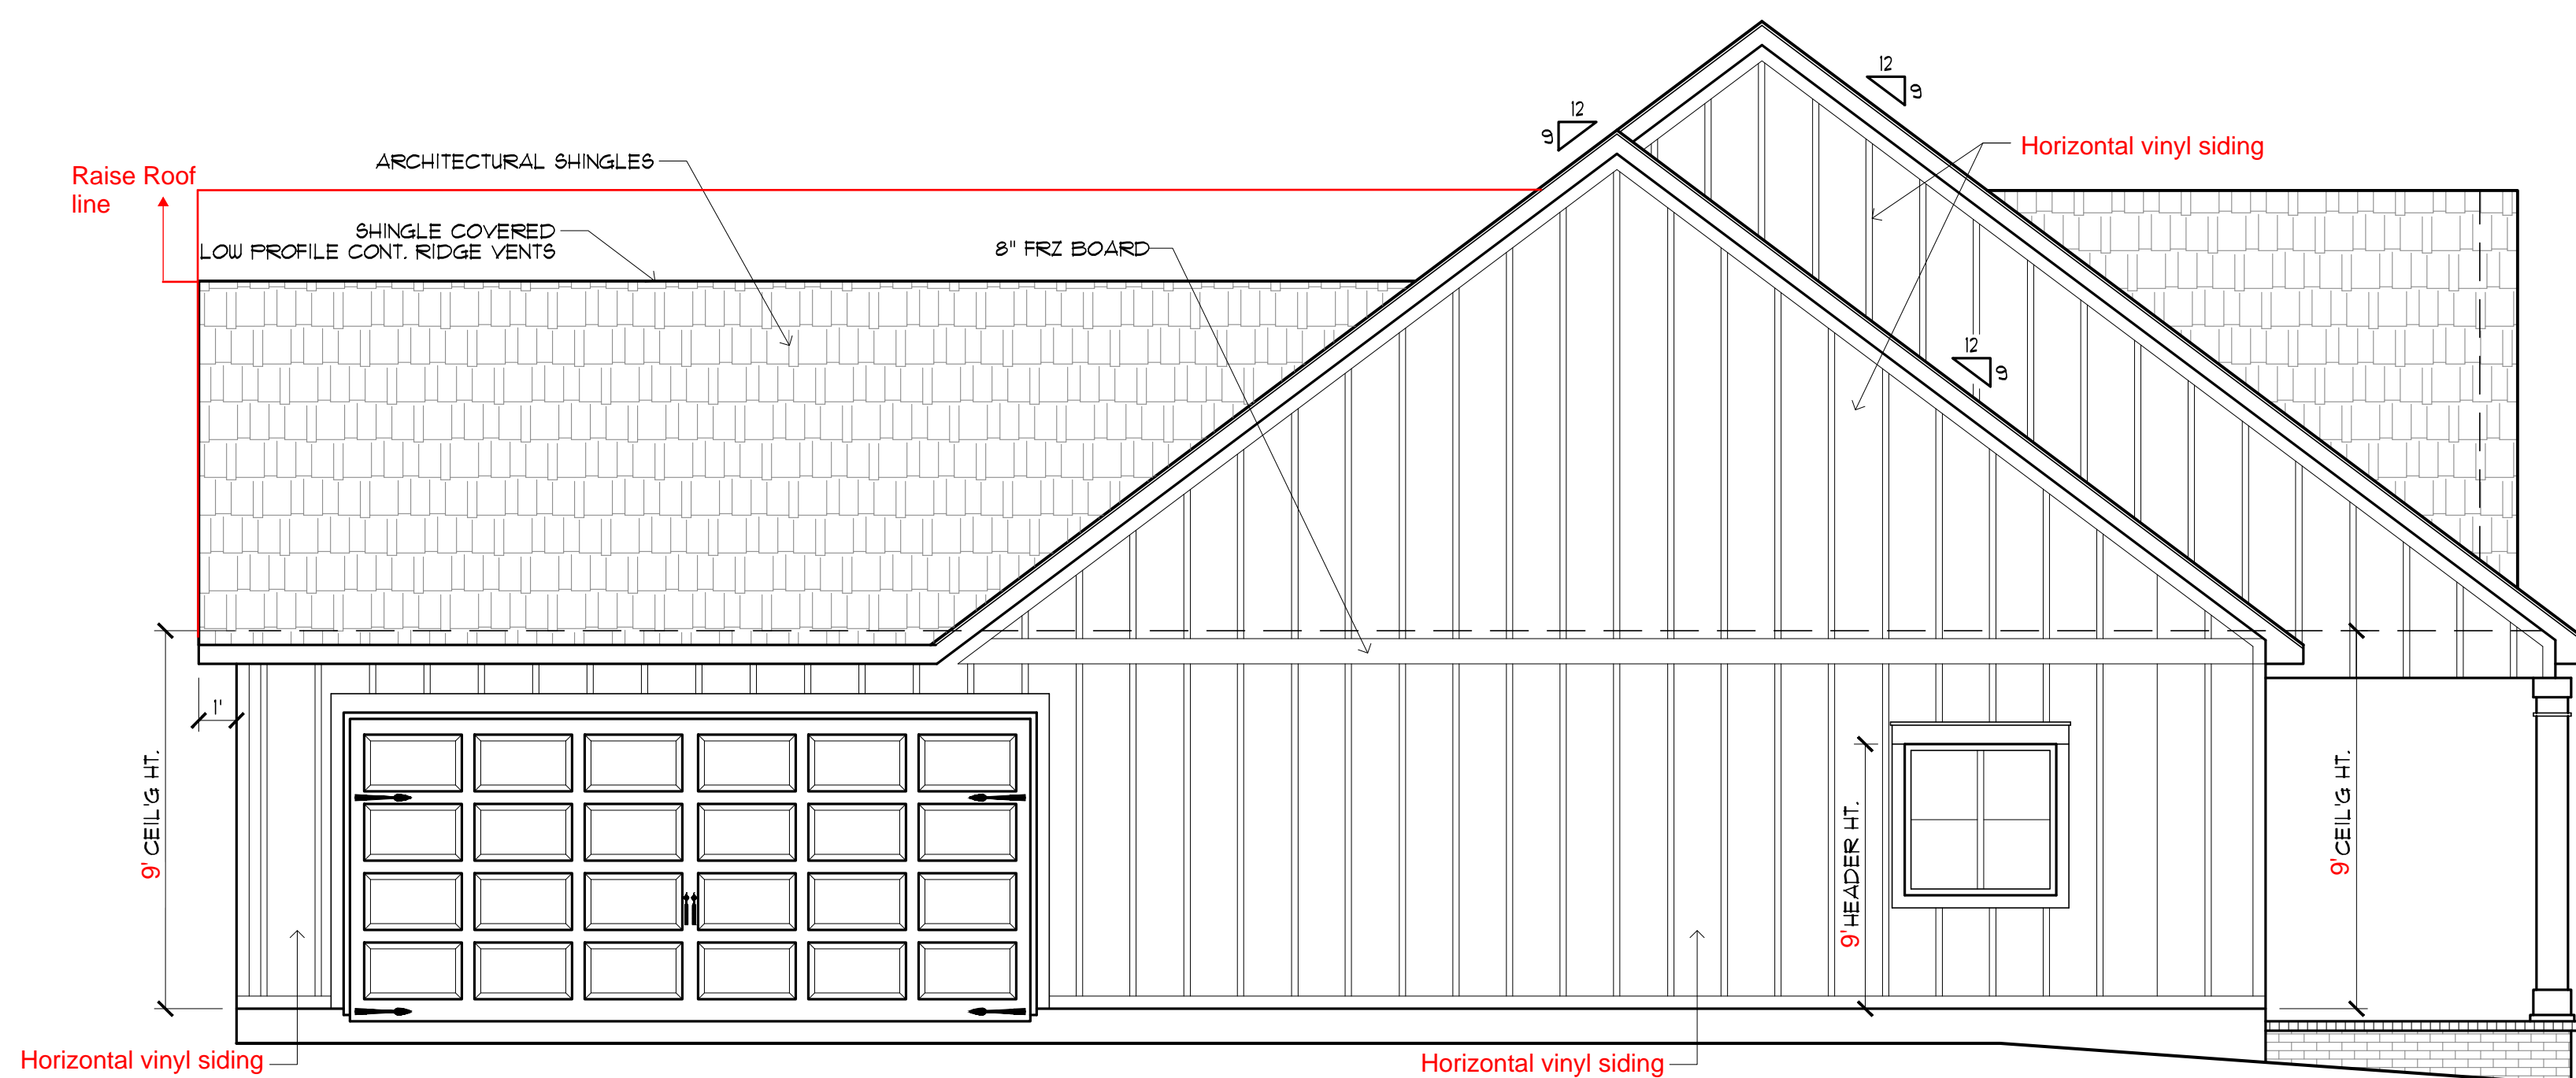 12
9
12
9
Horizontal vinyl siding
ARCHITECTURAL SHINGLES
Raise Roof
line
SHINGLE COVERED
LOW PROFILE CONT. RIDGE VENTS
8" FRZ BOARD
12
9
1'
9' CEIL'G HT.
9' HEADER HT.
9' CEIL'G HT.
Horizontal vinyl siding
Horizontal vinyl siding